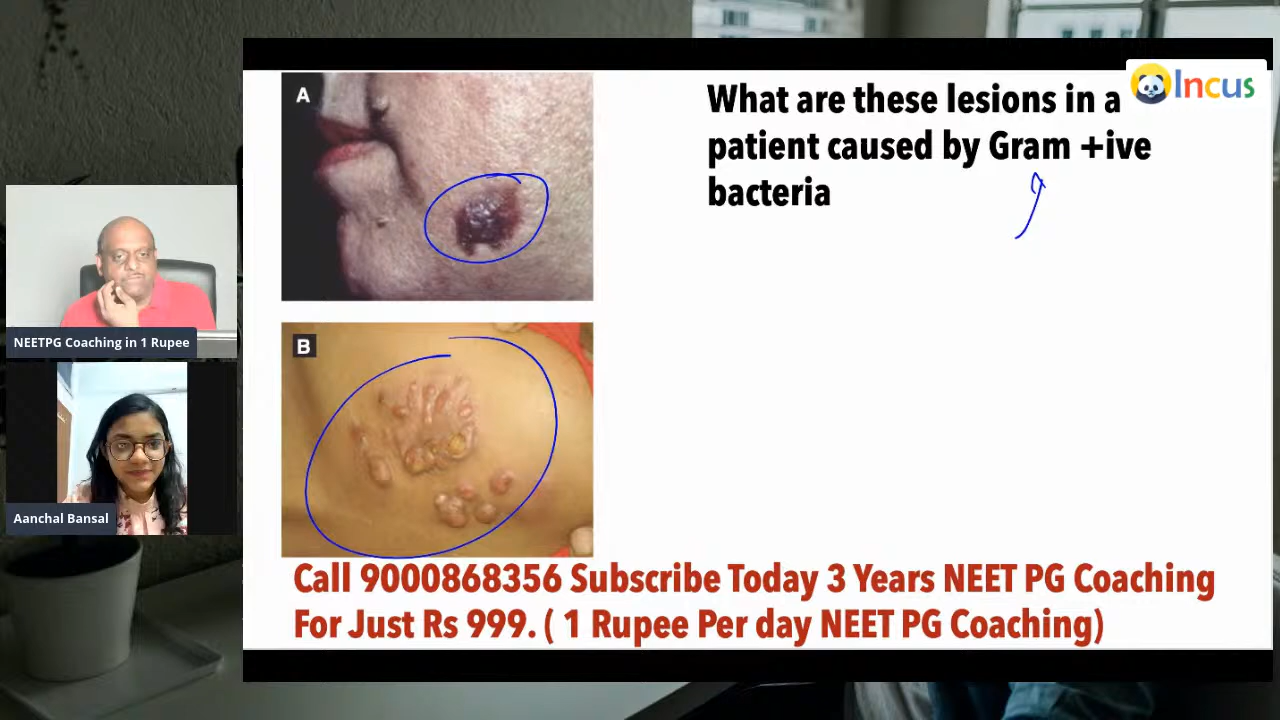 Incus
A
What are these lesions in a
patient caused by Gram +ive
bacteria
B
NEETPG Coaching in 1 Rupee
Aanchal Bansal
Call 9000868356 Subscribe Today 3 Years NEET PG Coaching
For Just Rs 999. ( 1 Rupee Per day NEET PG Coaching)